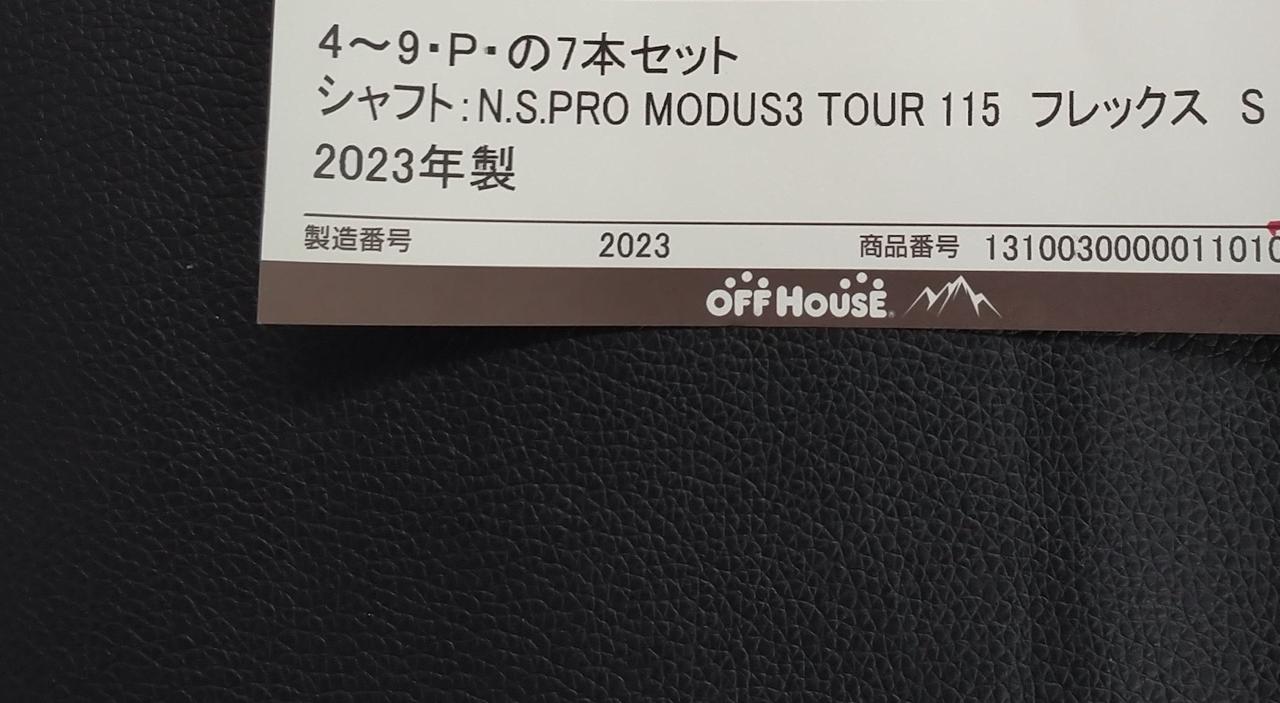 4～9・P・の7本セット
シャフト:N.S.PRO MODUS3 TOUR 115 フレックス S
2023年製
製造番号 2023 商品番号 1310030000011010
OFF HOUSE